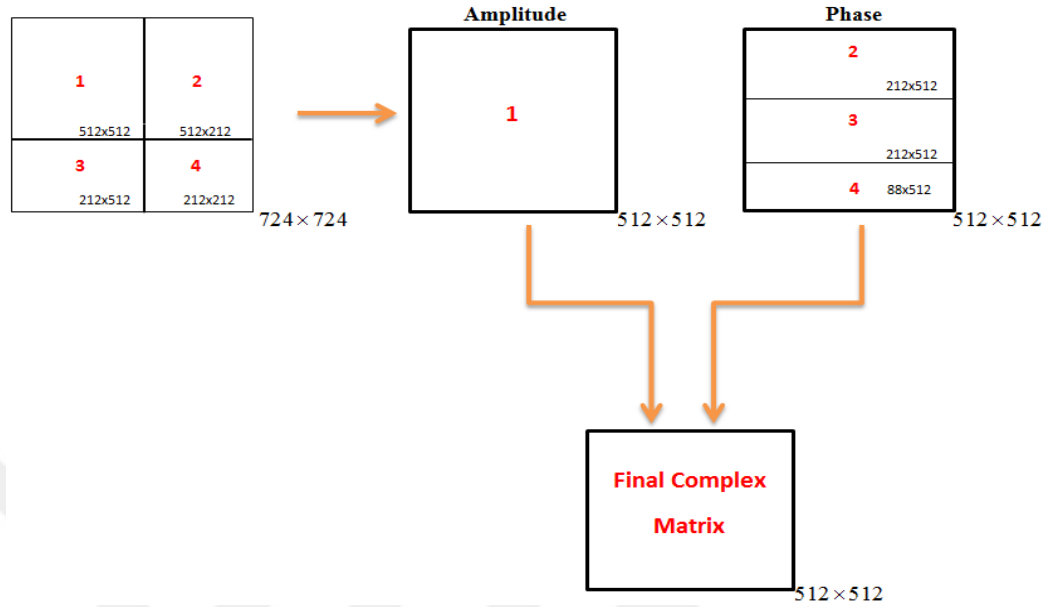 Amplitude
Phase
1
512x512
2
512x212
3
212x512
4
212x212
724 × 724
1
512 × 512
2
212x512
3
212x512
4 88x512
512 × 512
Final Complex
Matrix
512 × 512